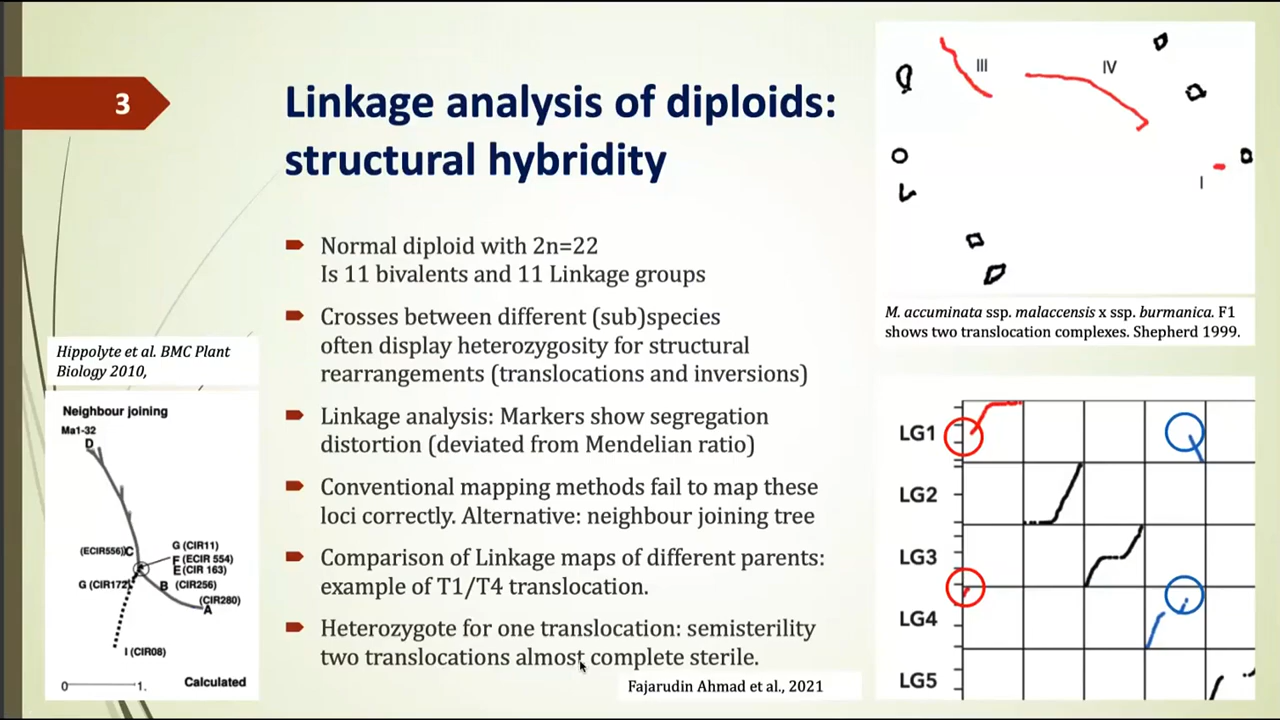 3
Linkage analysis of diploids:
structural hybridity
Normal diploid with 2n=22
Is 11 bivalents and 11 Linkage groups
Crosses between different (sub)species
often display heterozygosity for structural
rearrangements (translocations and inversions)
Linkage analysis: Markers show segregation
distortion (deviated from Mendelian ratio)
Conventional mapping methods fail to map these
loci correctly. Alternative: neighbour joining tree
Comparison of Linkage maps of different parents:
example of T1/T4 translocation.
Heterozygote for one translocation: semisterility
two translocations almost complete sterile.
Fajarudin Ahmad et al., 2021
Hippolyte et al. BMC Plant
Biology 2010,
Neighbour joining
Ma1-32
D
(ECIR556)C
G (CIR11)
F (ECIR 554)
E (CIR 163)
G (CIR172)
B (CIR256)
(CIR280)
A
I (CIR08)
0 1.
Calculated
III
IV
I
M. accuminata ssp. malaccensis x ssp. burmanica. F1
shows two translocation complexes. Shepherd 1999.
LG1
LG2
LG3
LG4
LG5